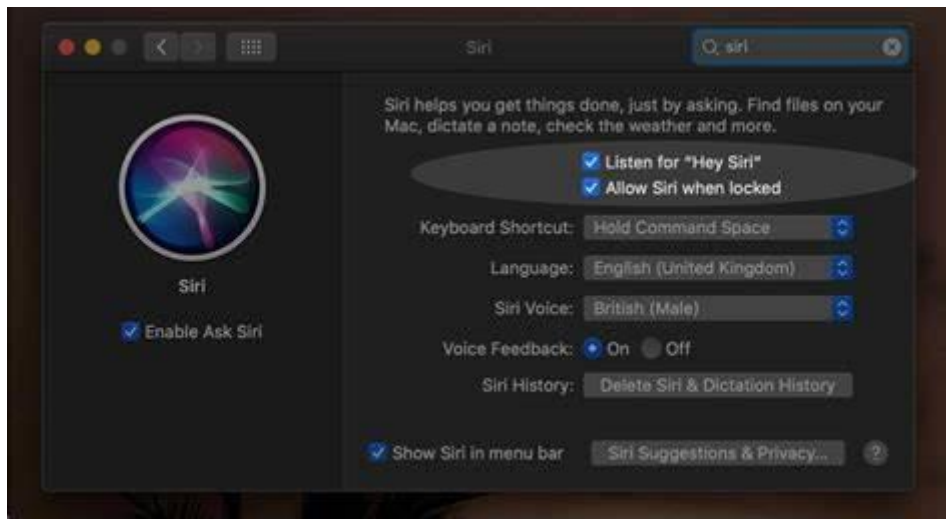 Siri
siri
Siri helps you get things done, just by asking. Find files on your
Mac, dictate a note, check the weather and more.
Listen for "Hey Siri"
Allow Siri when locked
Keyboard Shortcut: Hold Command Space
Language: English (United Kingdom)
Siri Voice: British (Male)
Voice Feedback: On Off
Siri History: Delete Siri & Dictation History
Siri
Enable Ask Siri
Show Siri in menu bar Siri Suggestions & Privacy... ?